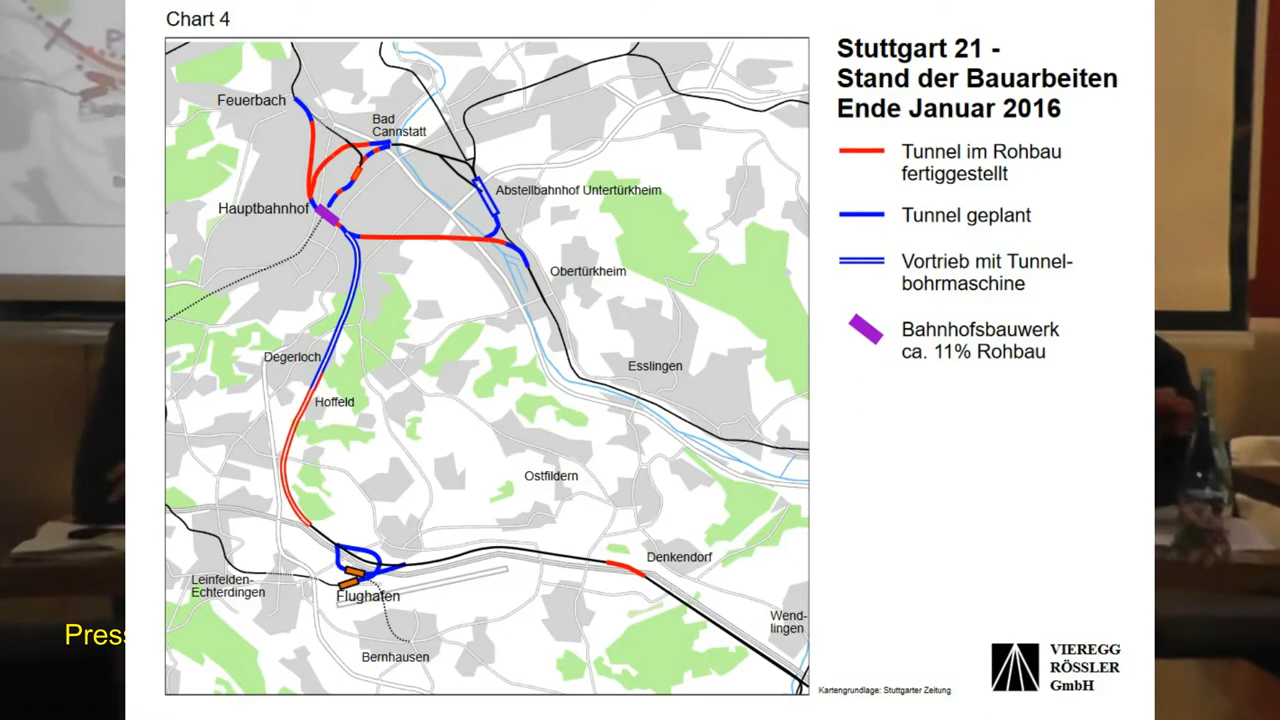 Chart 4
Stuttgart 21 -
Stand der Bauarbeiten
Ende Januar 2016
Tunnel im Rohbau
fertiggestellt
Tunnel geplant
Vortrieb mit Tunnel-
bohrmaschine
Bahnhofsbauwerk
ca. 11% Rohbau
Feuerbach
Bad
Cannstatt
Hauptbahnhof
Abstellbahnhof Untertürkheim
Obertürkheim
Degerloch
Esslingen
Hoffeld
Ostfildern
Denkendorf
Leinfelden-
Echterdingen
Flughafen
Wend-
lingen
Bernhausen
Press
Kartengrundlage: Stuttgarter Zeitung
VIEREGG
RÖSSLER
GmbH